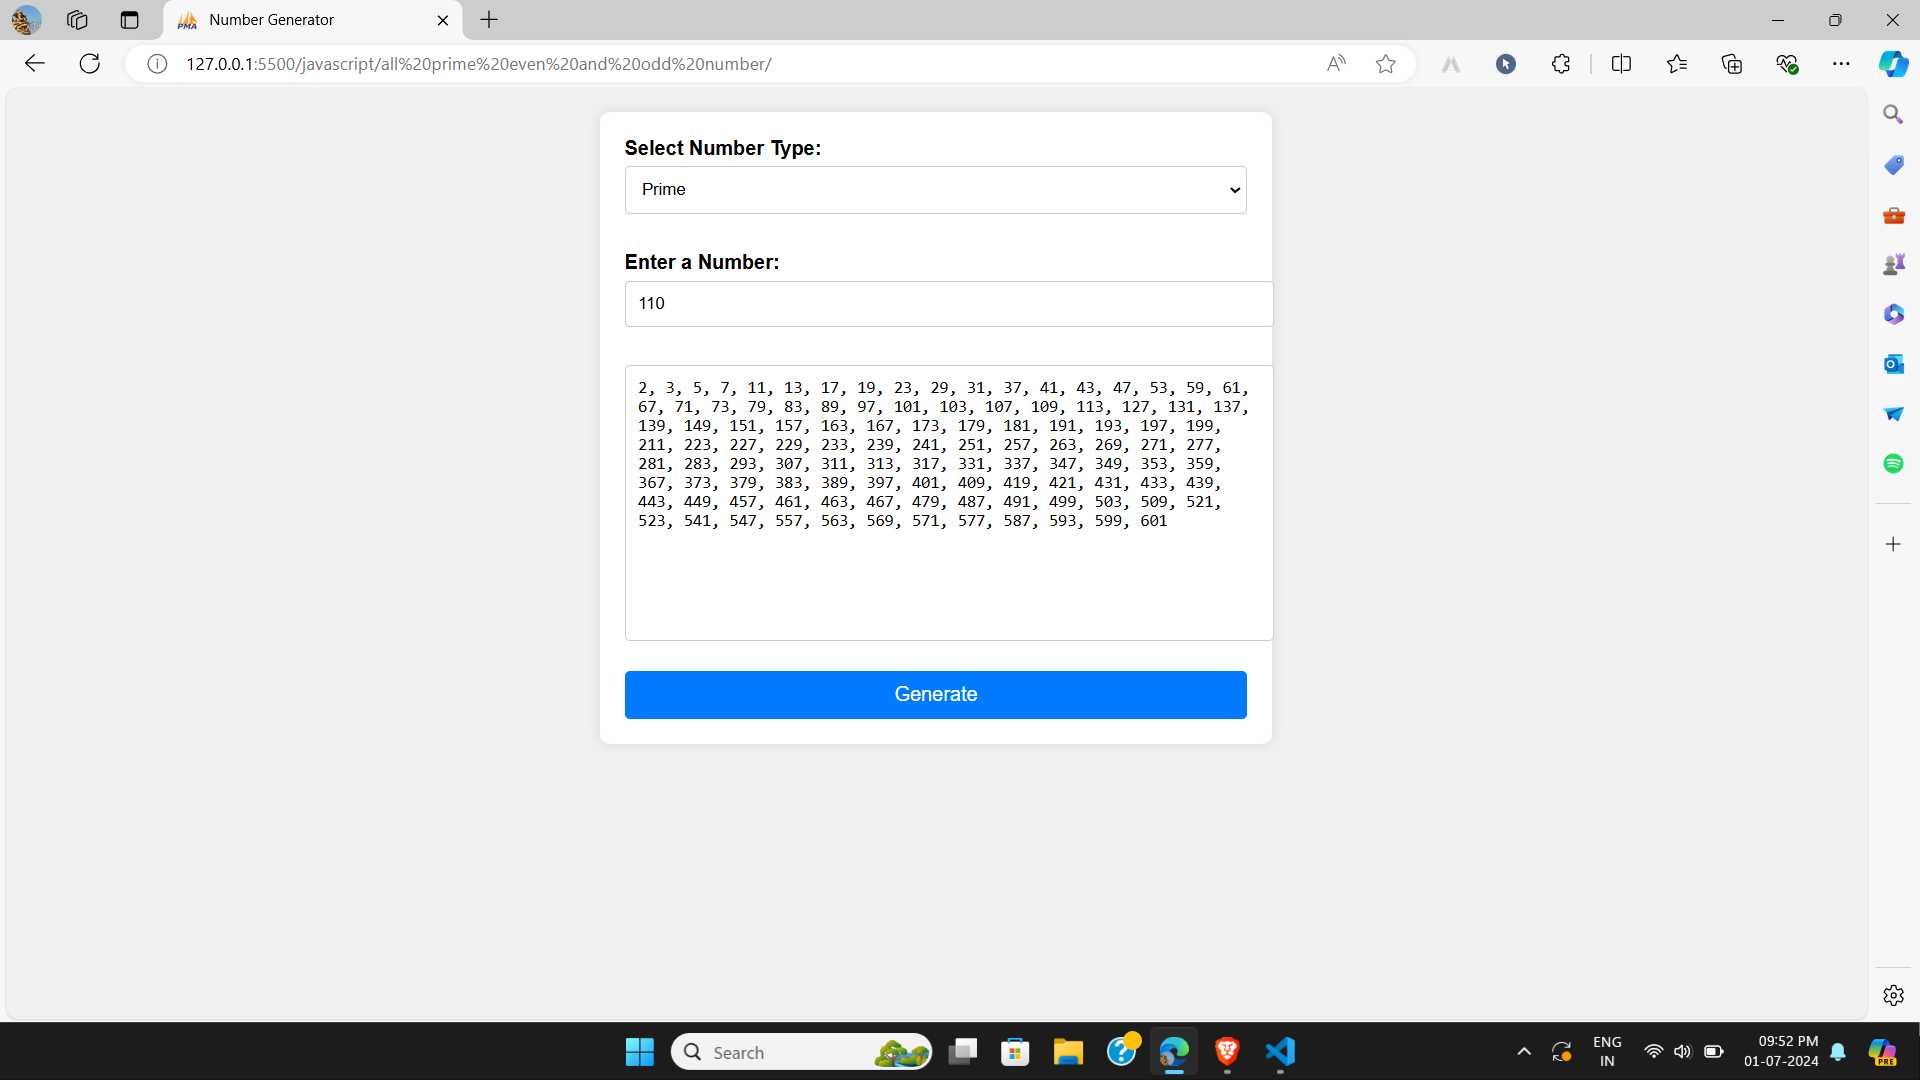 PMA
Number Generator
127.0.0.1:5500/javascript/all%20prime%20even%20and%20odd%20number/
Select Number Type:
Prime
Enter a Number:
110
2, 3, 5, 7, 11, 13, 17, 19, 23, 29, 31, 37, 41, 43, 47, 53, 59, 61,
67, 71, 73, 79, 83, 89, 97, 101, 103, 107, 109, 113, 127, 131, 137,
139, 149, 151, 157, 163, 167, 173, 179, 181, 191, 193, 197, 199,
211, 223, 227, 229, 233, 239, 241, 251, 257, 263, 269, 271, 277,
281, 283, 293, 307, 311, 313, 317, 331, 337, 347, 349, 353, 359,
367, 373, 379, 383, 389, 397, 401, 409, 419, 421, 431, 433, 439,
443, 449, 457, 461, 463, 467, 479, 487, 491, 499, 503, 509, 521,
523, 541, 547, 557, 563, 569, 571, 577, 587, 593, 599, 601
Generate
Search
ENG
IN
09:52 PM
01-07-2024
PRE